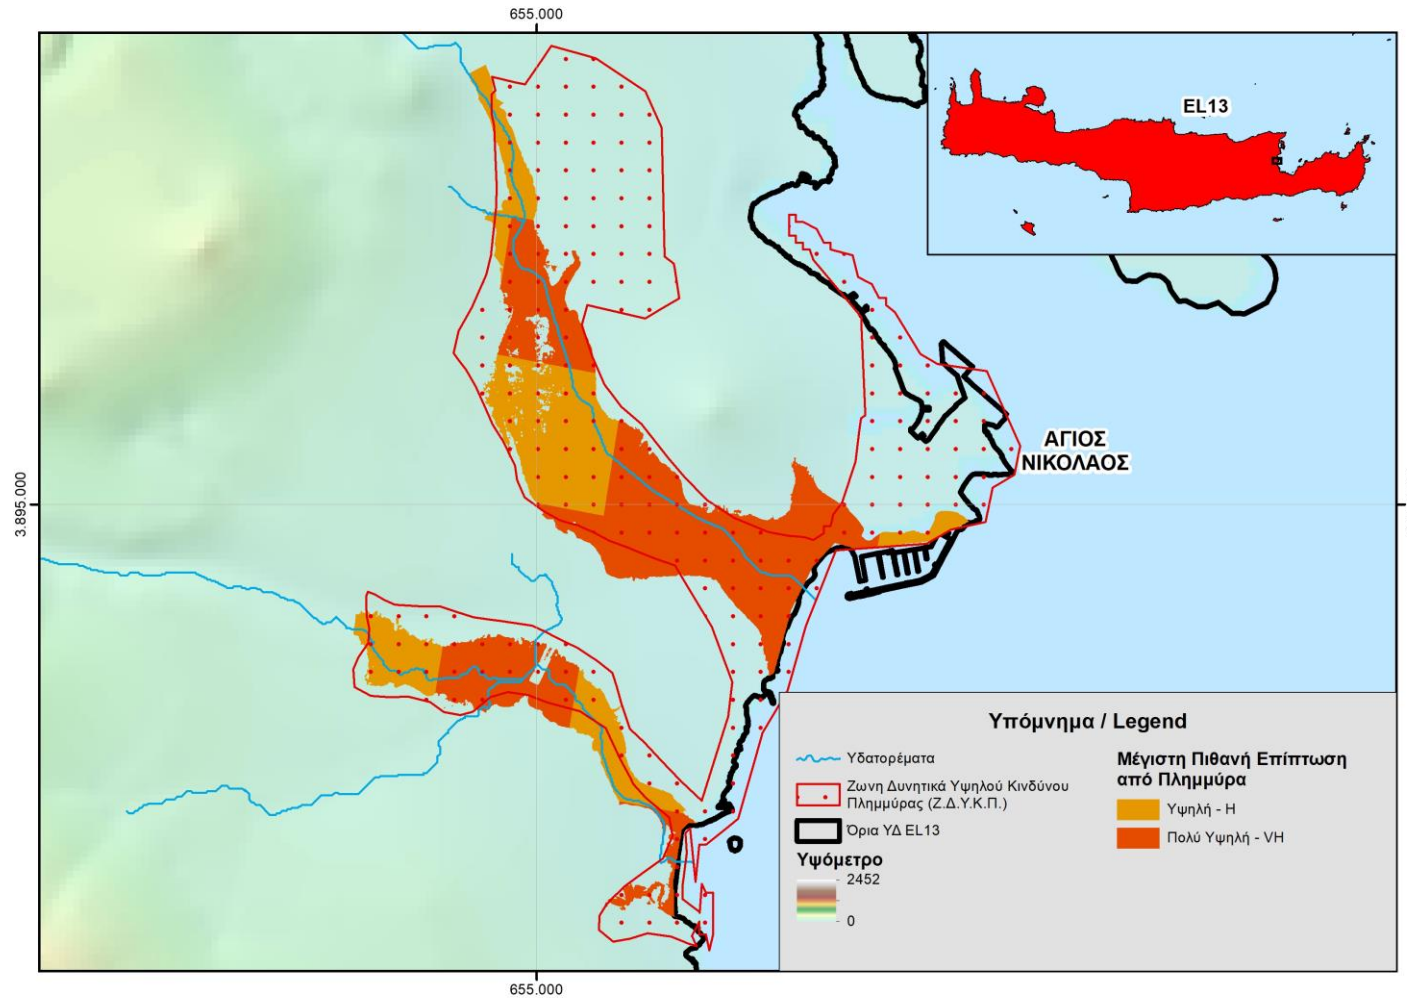 655.000
EL13
ΑΓΙΟΣ
ΝΙΚΟΛΑΟΣ
3.895.000
Υπόμνημα / Legend
Υδατορέματα
Ζωνη Δυνητικά Υψηλού Κινδύνου
Πλημμύρας (Ζ.Δ.Υ.Κ.Π.)
Όρια ΥΔ EL13
Υψόμετρο
2452
0
Μέγιστη Πιθανή Επίπτωση
από Πλημμύρα
Υψηλή - H
Πολύ Υψηλή - VH
655.000